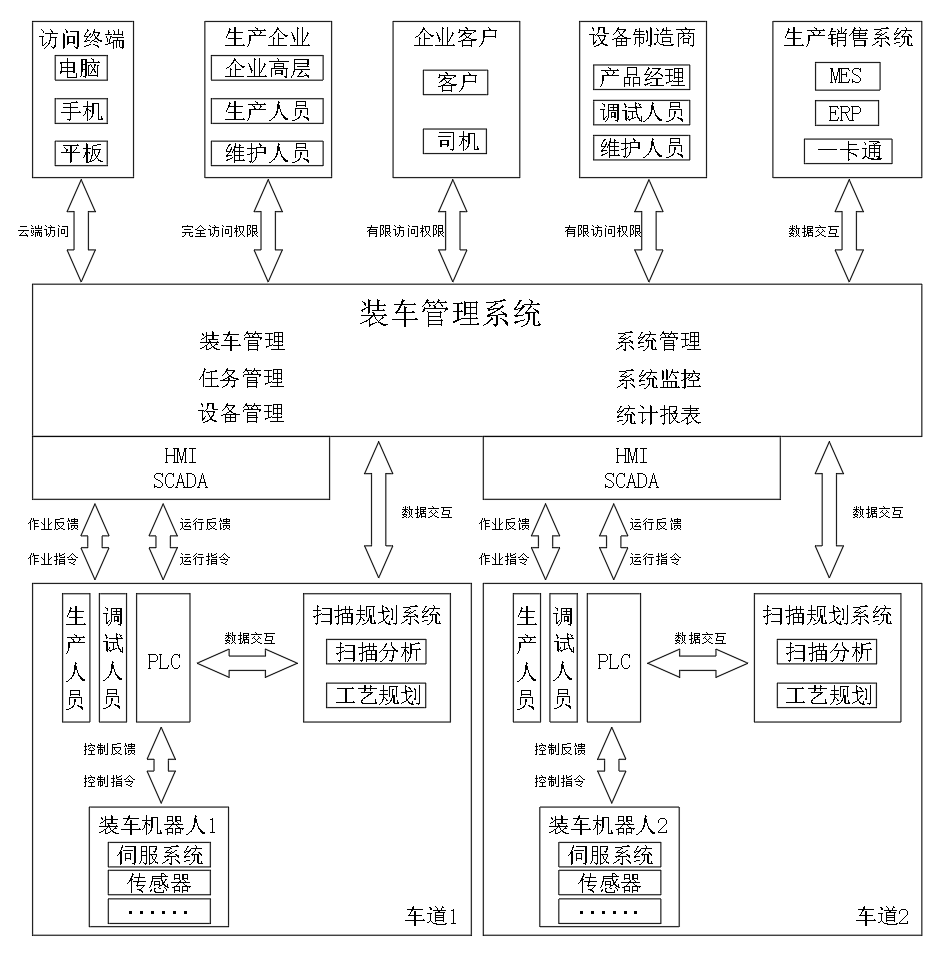 访问终端
电脑
手机
平板
生产企业
企业高层
生产人员
维护人员
企业客户
客户
司机
设备制造商
产品经理
调试人员
维护人员
生产销售系统
MES
ERP
一卡通
云端访问
完全访问权限
有限访问权限
有限访问权限
数据交互
装车管理系统
装车管理
任务管理
设备管理
系统管理
系统监控
统计报表
HMI
SCADA
HMI
SCADA
作业反馈
作业指令
运行反馈
运行指令
数据交互
作业反馈
作业指令
运行反馈
运行指令
数据交互
生产人员
调试人员
PLC
数据交互
扫描规划系统
扫描分析
工艺规划
控制反馈
控制指令
装车机器人1
伺服系统
传感器
······
车道1
生产人员
调试人员
PLC
数据交互
扫描规划系统
扫描分析
工艺规划
控制反馈
控制指令
装车机器人2
伺服系统
传感器
······
车道2